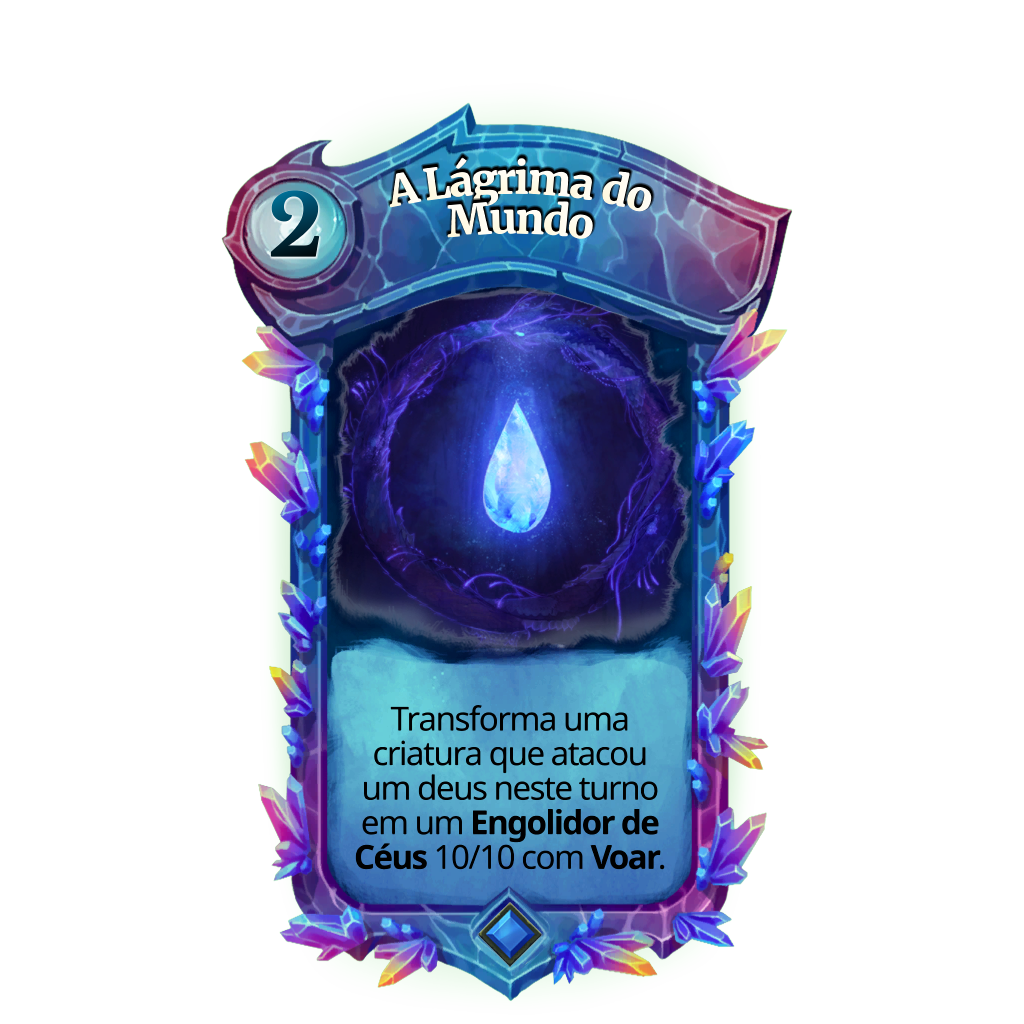 2
A Lágrima do
Mundo
Transforma uma
criatura que atacou
um deus neste turno
em um Engolidor de
Céus 10/10 com Voar.